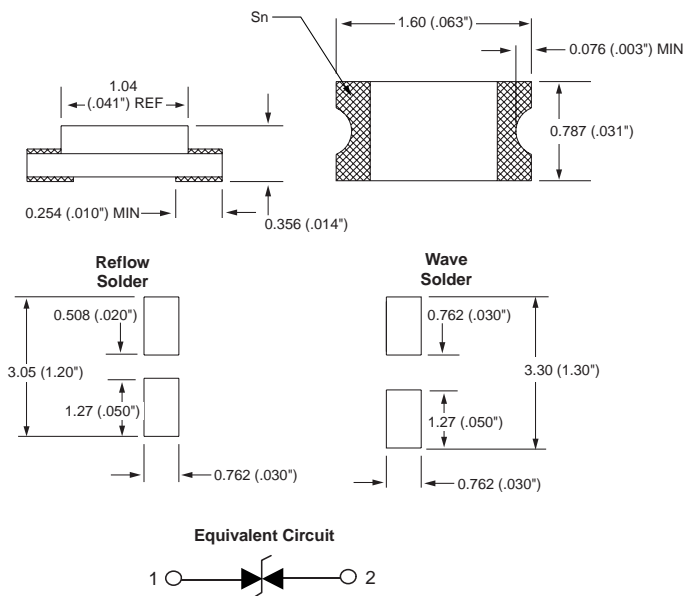 Sn
1.60 (.063")
0.076 (.003") MIN
1.04
(.041") REF
0.787 (.031")
0.254 (.010") MIN
0.356 (.014")
Reflow
Solder
Wave
Solder
0.508 (.020")
0.762 (.030")
3.05 (1.20")
3.30 (1.30")
1.27 (.050")
1.27 (.050")
0.762 (.030")
0.762 (.030")
Equivalent Circuit
1
2